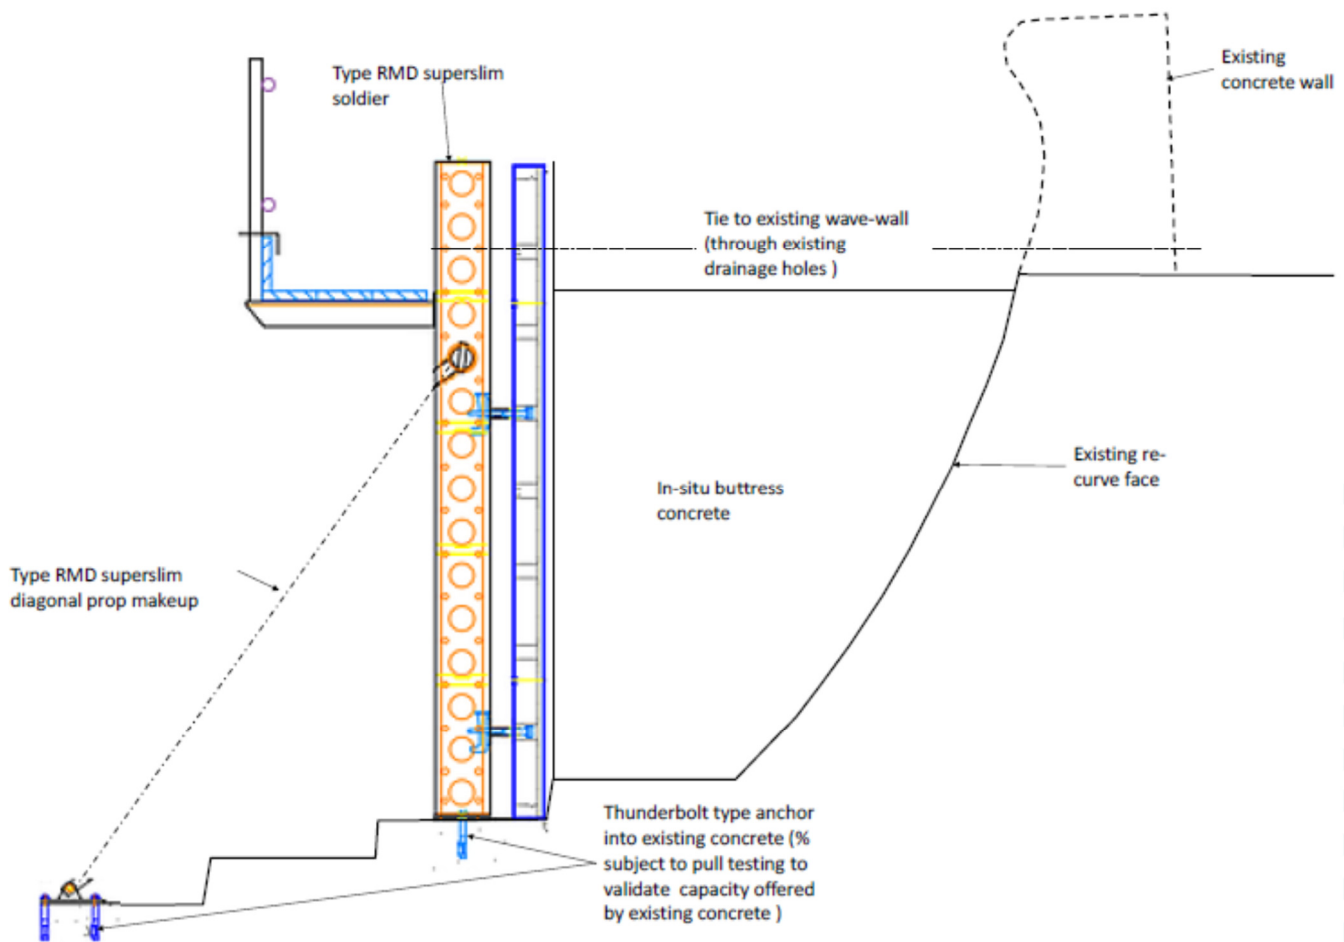 Type RMD superslim
soldier
Existing
concrete wall
Tie to existing wave-wall
(through existing
drainage holes )
Existing re-
curve face
In-situ buttress
concrete
Type RMD superslim
diagonal prop makeup
Thunderbolt type anchor
into existing concrete (%
subject to pull testing to
validate  capacity offered
by existing concrete )